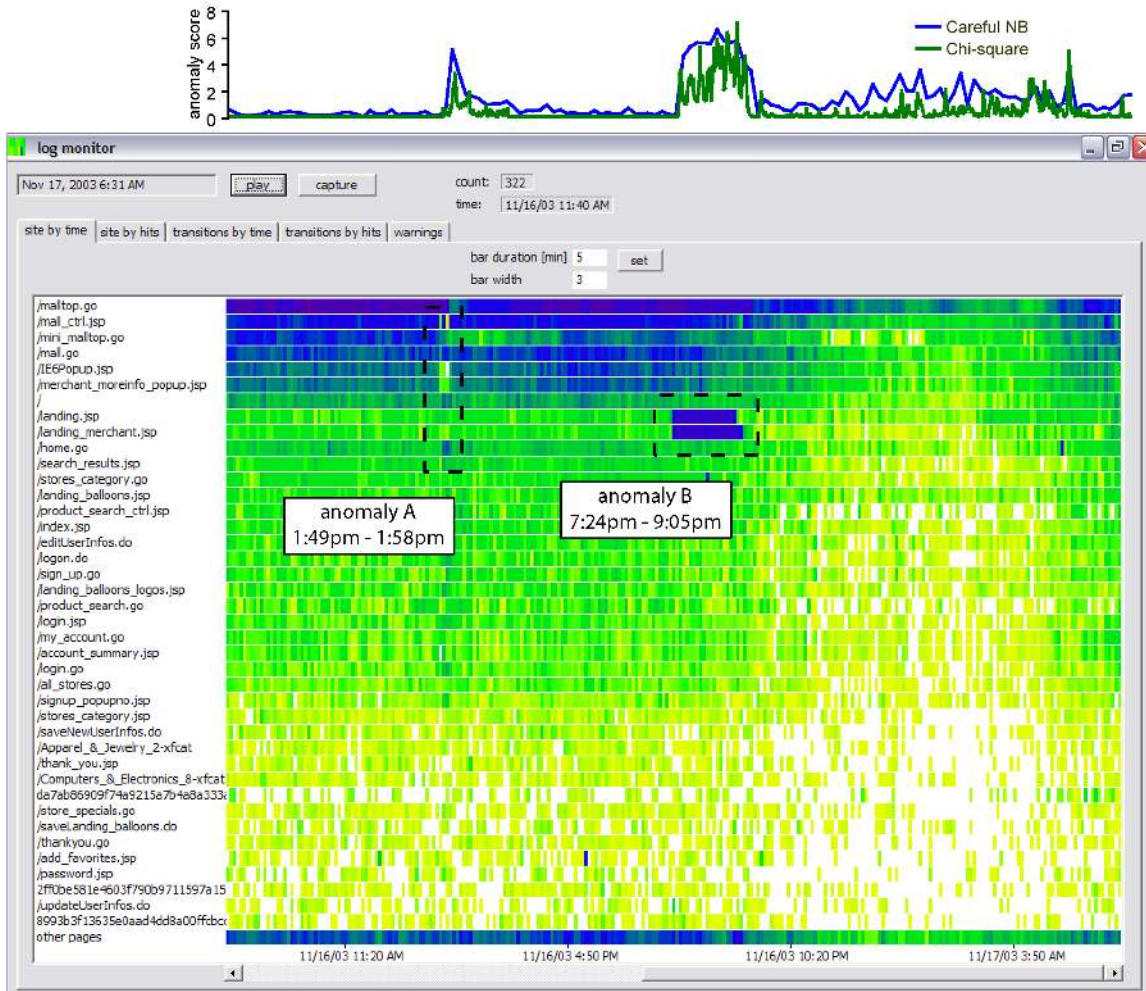 8
6
4
2
0
anomaly score
Careful NB
Chi-square
log monitor
Nov 17, 2003 6:31 AM
play
capture
count: 322
time: 11/16/03 11:40 AM
site by time
site by hits
transitions by time
transitions by hits
warnings
bar duration [min] 5
set
bar width 3
/malltop.go
/mall_ctrl.jsp
/mini_malltop.go
/mall.go
/IE6Popup.jsp
/merchant_moreinfo_popup.jsp
/
/landing.jsp
/landing_merchant.jsp
/home.go
/search_results.jsp
/stores_category.go
/landing_balloons.jsp
/product_search_ctrl.jsp
/index.jsp
/editUserInfos.do
/logon.do
/sign_up.go
/landing_balloons_logos.jsp
/product_search.go
/login.jsp
/my_account.go
/account_summary.jsp
/login.go
/all_stores.go
/signup_popupno.jsp
/stores_category.jsp
/saveNewUserInfos.do
/Apparel_&_Jewelry_2-xfcat
/thank_you.jsp
/Computers_&_Electronics_8-xfcat
da7ab86909f74a9215a7b4a8a333a
/store_specials.go
/saveLanding_balloons.do
/thankyou.go
/add_favorites.jsp
/password.jsp
2ff0be581e4603f790b9711597a15
/updateUserInfos.do
8993b3f13635e0aad4dd8a00ffcbcc
other pages
anomaly A
1:49pm - 1:58pm
anomaly B
7:24pm - 9:05pm
11/16/03 11:20 AM
11/16/03 4:50 PM
11/16/03 10:20 PM
11/17/03 3:50 AM